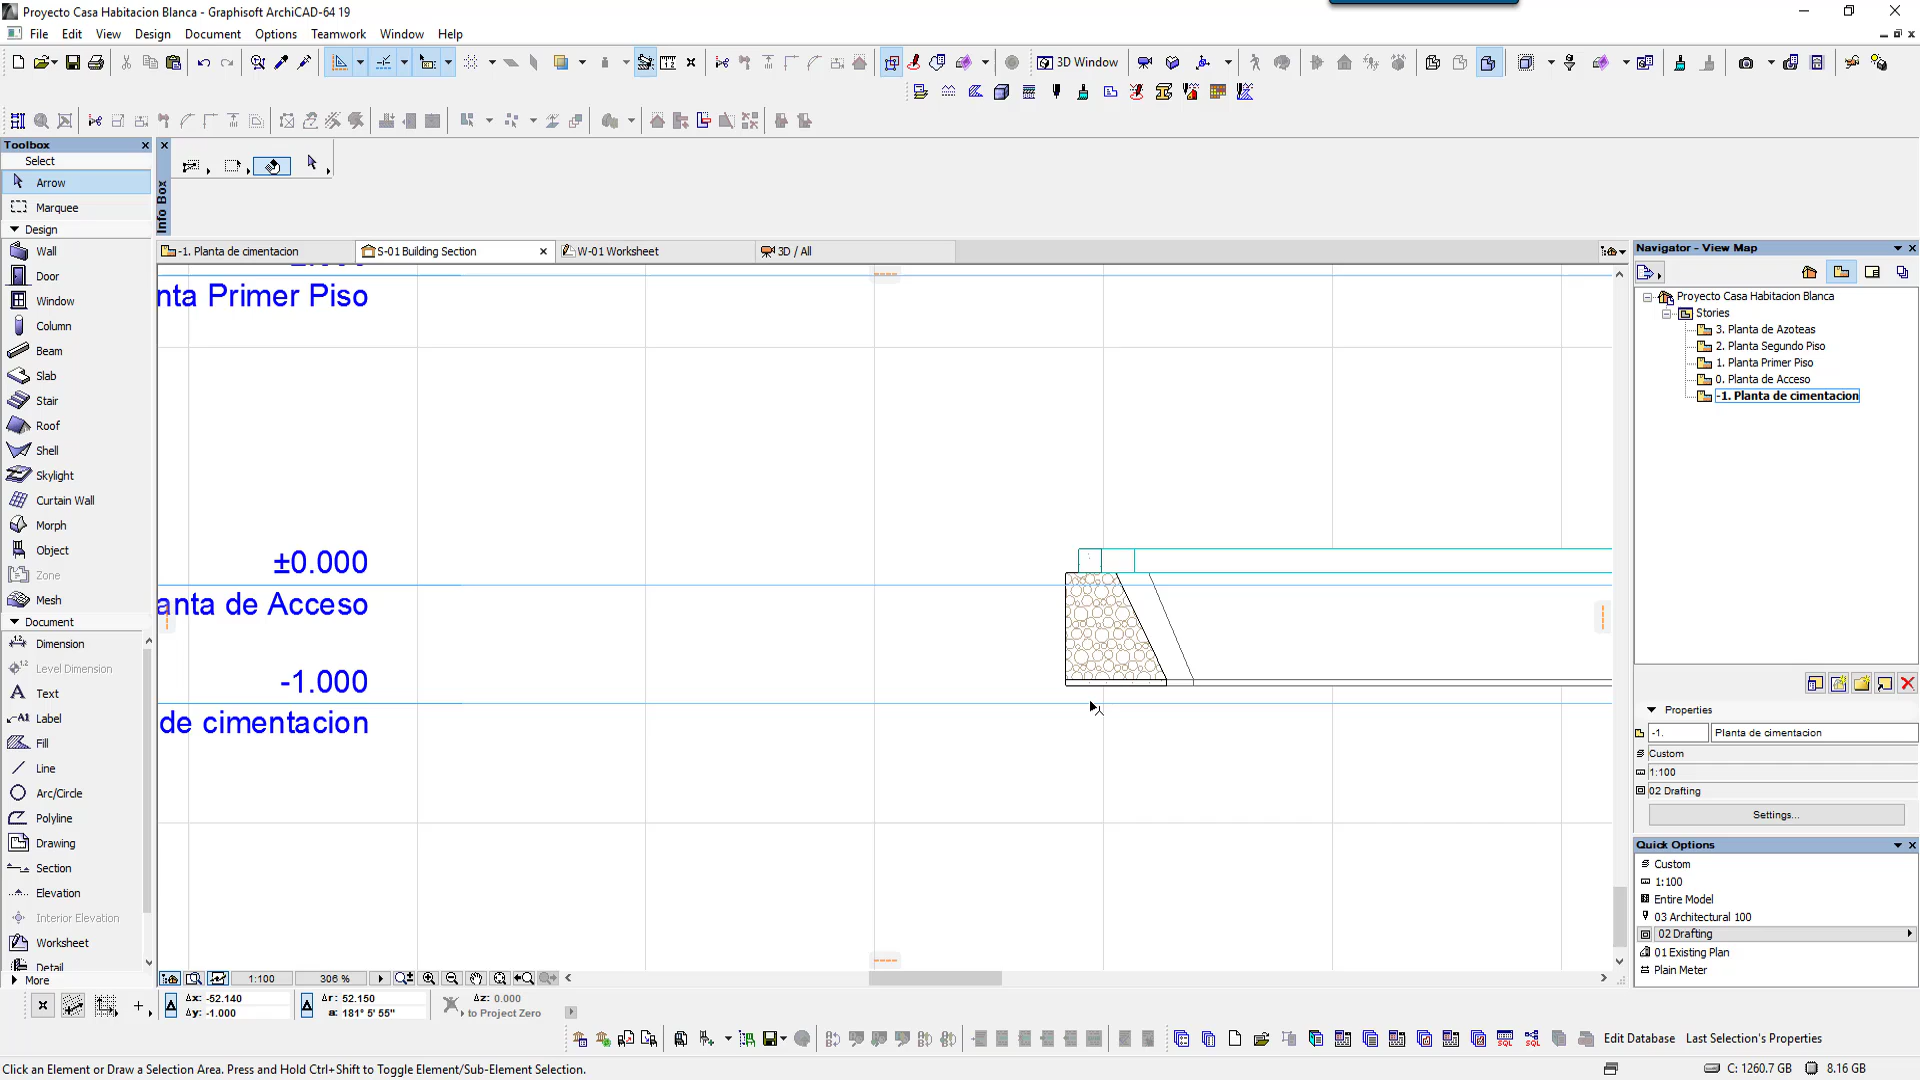 Proyecto Casa Habitacion Blanca - Graphisoft ArchiCAD-64 19
File Edit View Design Document Options Teamwork Window Help
3D Window
Toolbox
Select
Arrow
Marquee
Design
Wall
Door
Window
Column
Beam
Slab
Stair
Roof
Shell
Skylight
Curtain Wall
Morph
Object
Zone
Mesh
Document
Dimension
Level Dimension
Text
Label
Fill
Line
Arc/Circle
Polyline
Drawing
Section
Elevation
Interior Elevation
Worksheet
Detail
More
Info Box
-1. Planta de cimentacion
S-01 Building Section
W-01 Worksheet
3D / All
nta Primer Piso
±0.000
anta de Acceso
-1.000
de cimentacion
Navigator - View Map
Proyecto Casa Habitacion Blanca
Stories
3. Planta de Azoteas
2. Planta Segundo Piso
1. Planta Primer Piso
0. Planta de Acceso
-1. Planta de cimentacion
Properties
-1. Planta de cimentacion
Custom
1:100
02 Drafting
Settings...
Quick Options
Custom
1:100
Entire Model
03 Architectural 100
02 Drafting
01 Existing Plan
Plain Meter
1:100
306 %
Δx: -52.140
Δy: -1.000
Δr: 52.150
a: 181° 5' 55"
Δz: 0.000
to Project Zero
Edit Database
Last Selection's Properties
Click an Element or Draw a Selection Area. Press and Hold Ctrl+Shift to Toggle Element/Sub-Element Selection.
C: 1260.7 GB
8.16 GB